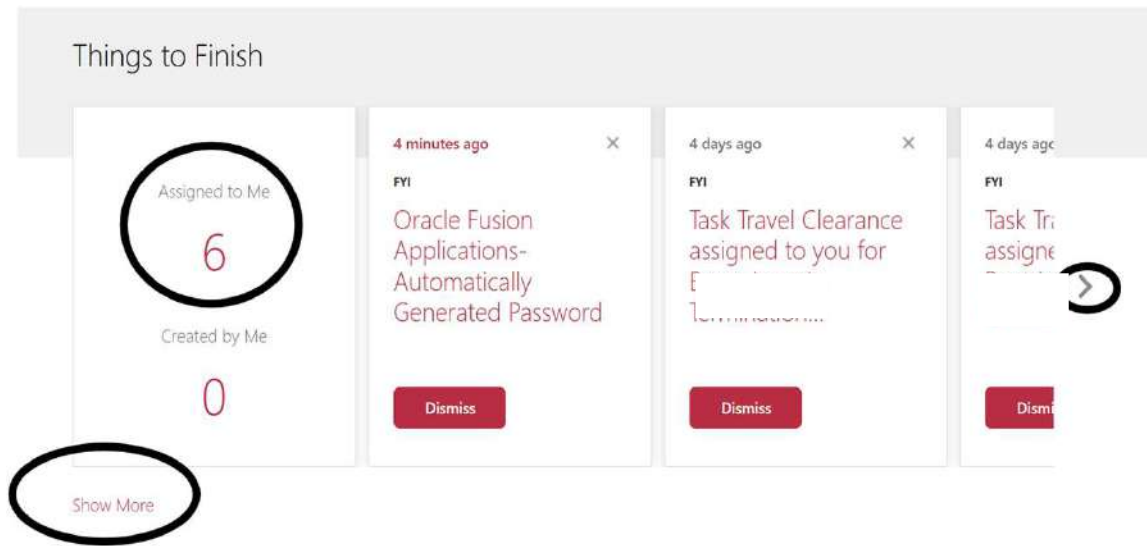 Things to Finish
Assigned to Me
6
Created by Me
0
Show More
4 minutes ago
FYI
Oracle Fusion
Applications-
Automatically
Generated Password
Dismiss
4 days ago
FYI
Task Travel Clearance
assigned to you for
Dismiss
4 days ago
FYI
Task